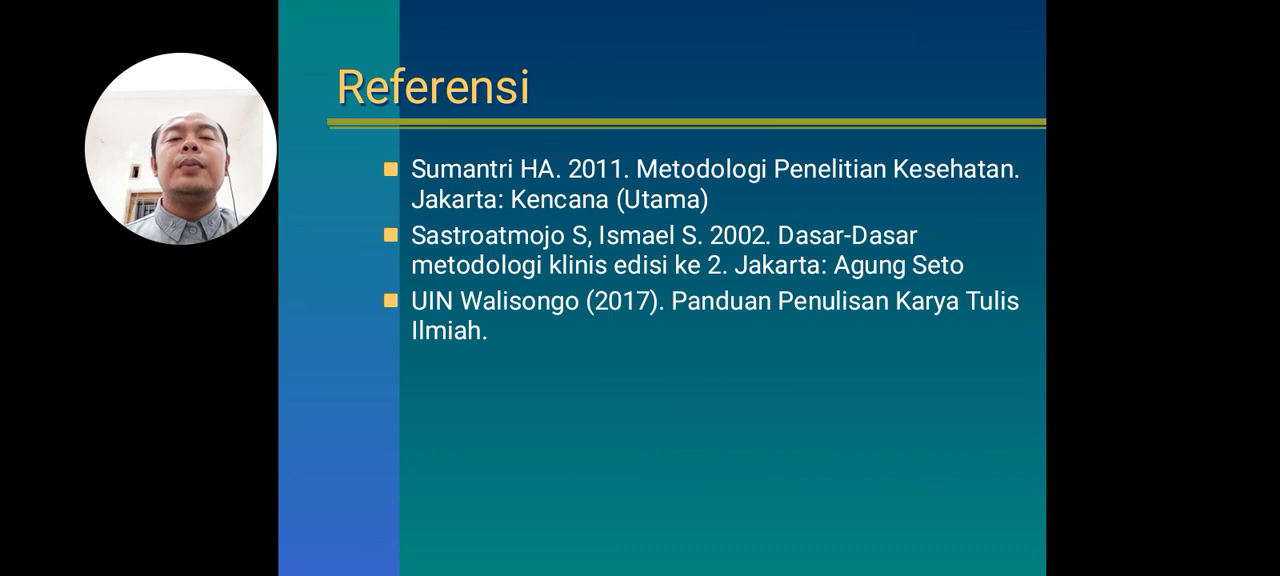 Referensi
Sumantri HA. 2011. Metodologi Penelitian Kesehatan.
Jakarta: Kencana (Utama)
Sastroatmojo S, Ismael S. 2002. Dasar-Dasar
metodologi klinis edisi ke 2. Jakarta: Agung Seto
UIN Walisongo (2017). Panduan Penulisan Karya Tulis
Ilmiah.